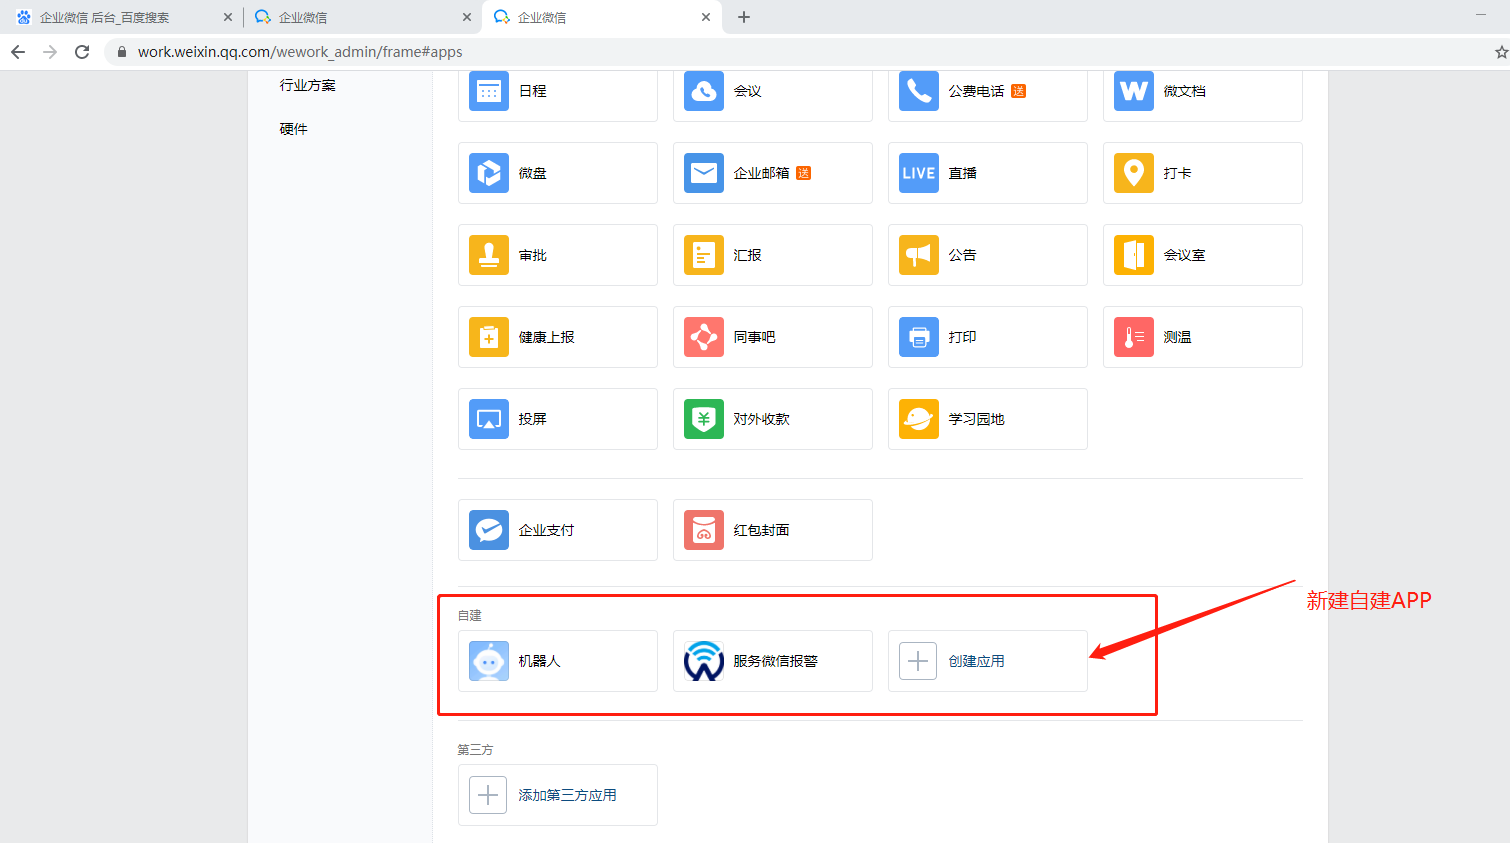 企业微信 后台_百度搜索
企业微信
企业微信
work.weixin.qq.com/wework_admin/frame#apps
行业方案
硬件
日程
会议
公费电话 送
W 微文档
微盘
企业邮箱 送
LIVE 直播
打卡
审批
汇报
公告
会议室
健康上报
同事吧
打印
测温
投屏
¥ 对外收款
学习园地
企业支付
红包封面
自建
机器人
服务微信报警
创建应用
新建自建APP
第三方
添加第三方应用